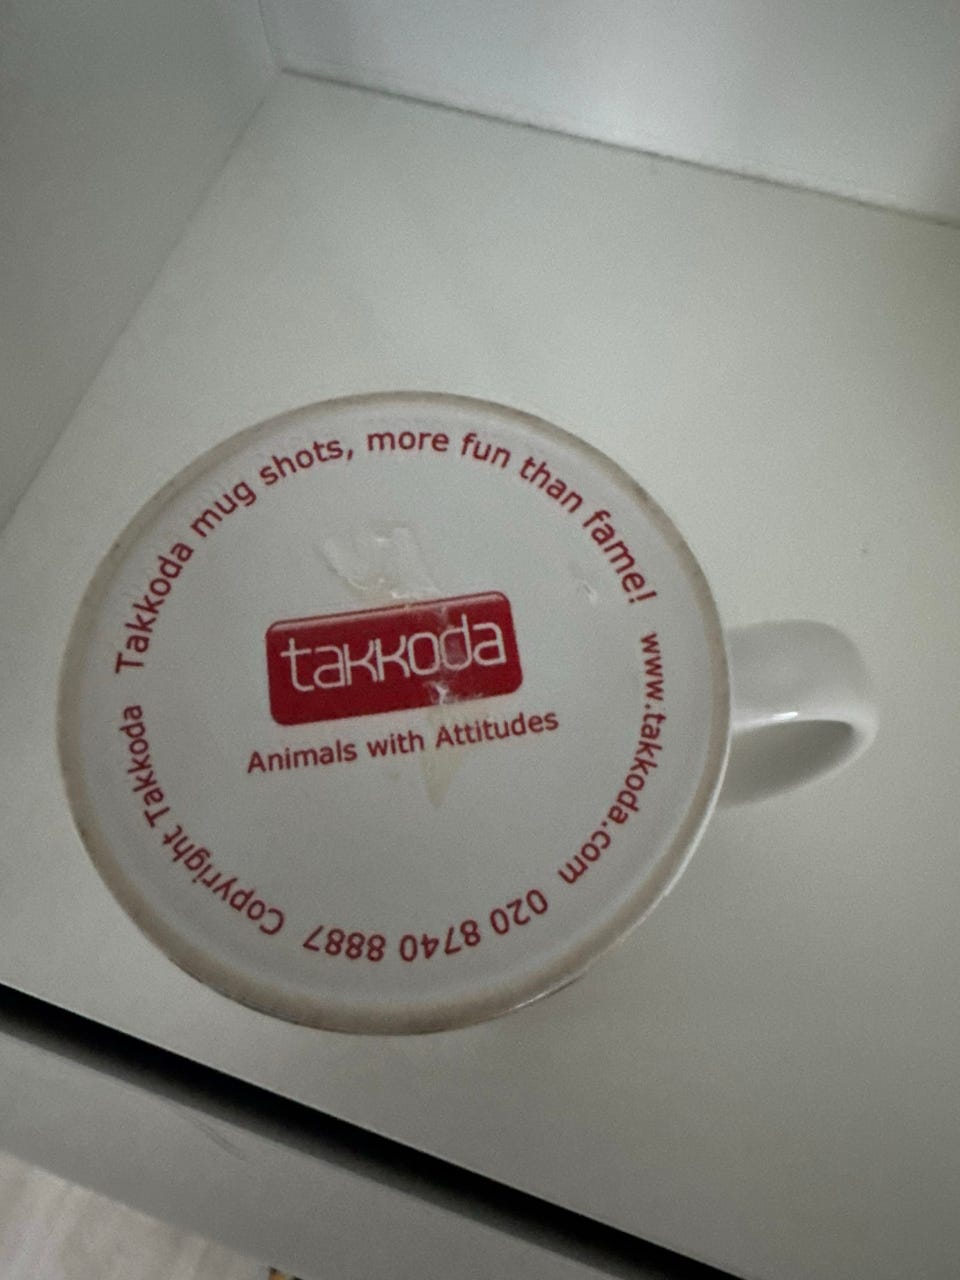 Takkoda mug shots, more fun than fame!
www.takkoda.com
020 8740 8887
Copyright Takkoda
takkoda
Animals with Attitudes